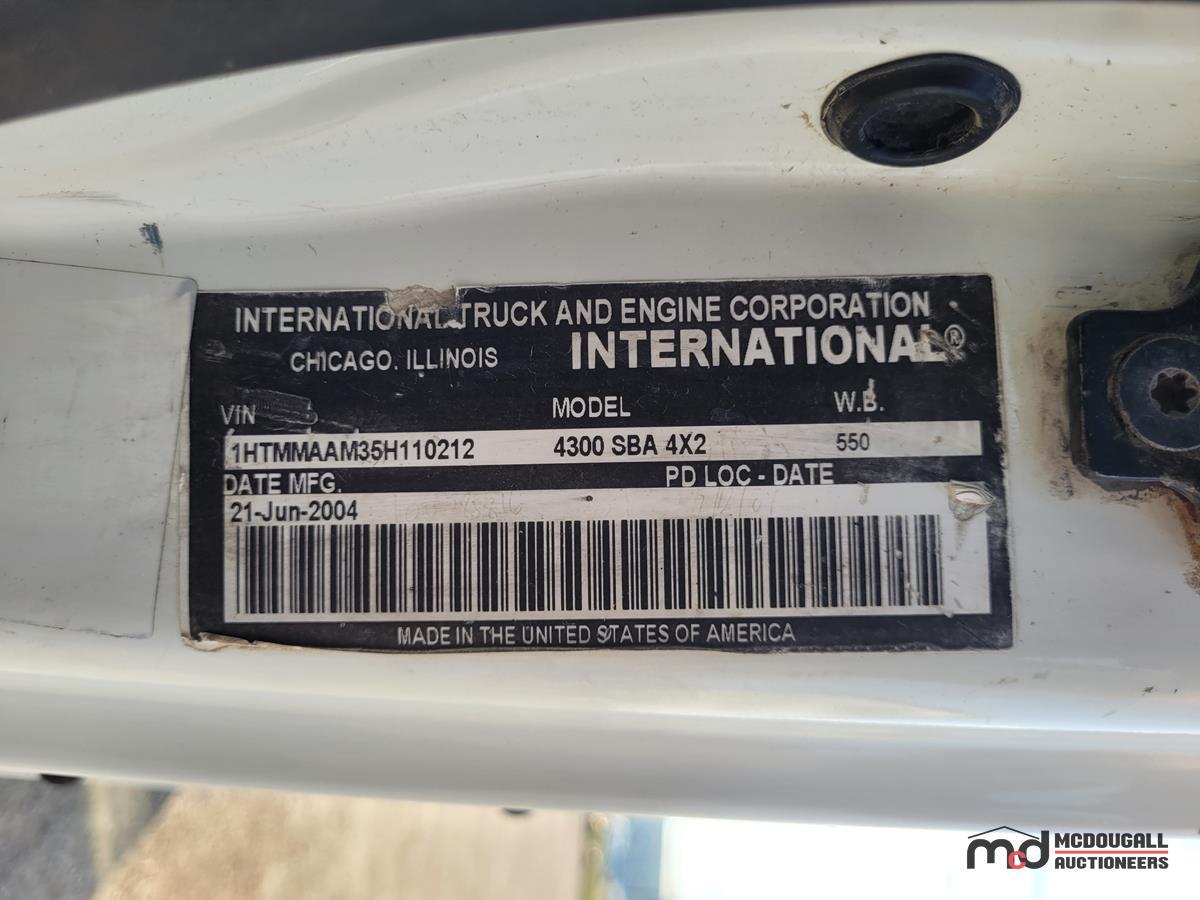 INTERNATIONAL TRUCK AND ENGINE CORPORATION
CHICAGO, ILLINOIS INTERNATIONAL®
VIN MODEL W.B.
1HTMMAAM35H110212 4300 SBA 4X2 550
DATE MFG. PD LOC - DATE
21-Jun-2004
MADE IN THE UNITED STATES OF AMERICA
mcd MCDOUGALL
AUCTIONEERS